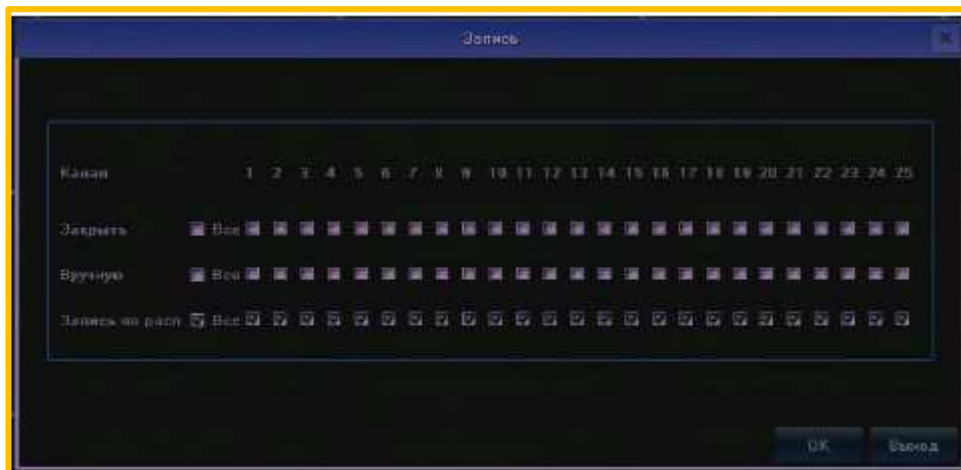 Запись
Канал 1 2 3 4 5 6 7 8 9 10 11 12 13 14 15 16 17 18 19 20 21 22 23 24 25
Закрыть Все
Вручную Все
Запись по расп Все
OK Выход